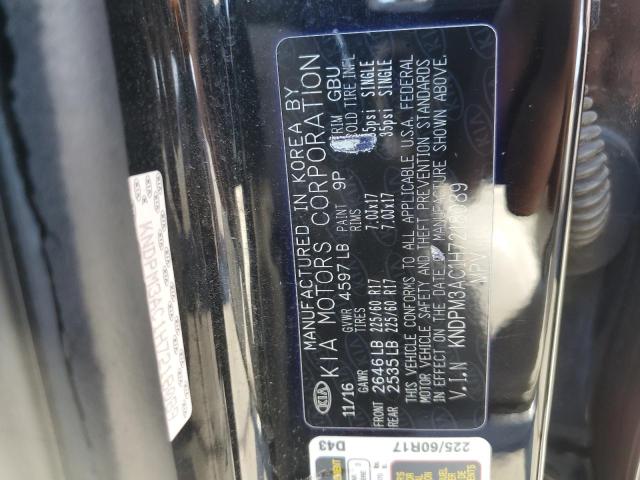 MANUFACTURED IN KOREA BY
KIA MOTORS CORPORATION
KIA
11/16 GVWR 4597LB PAINT 9P TRIM GBU
GAWR TIRES RIMS COLD TIRE INFL
FRONT 2646LB 225/60 R17 7.0JX17 35psi SINGLE
REAR 2535LB 225/60 R17 7.0JX17 35psi SINGLE
THIS VEHICLE CONFORMS TO ALL APPLICABLE U.S.A. FEDERAL
MOTOR VEHICLE SAFETY AND THEFT PREVENTION STANDARDS
IN EFFECT ON THE DATE OF MANUFACTURE SHOWN ABOVE.
V.I.N
MPV
D43
225/60R17